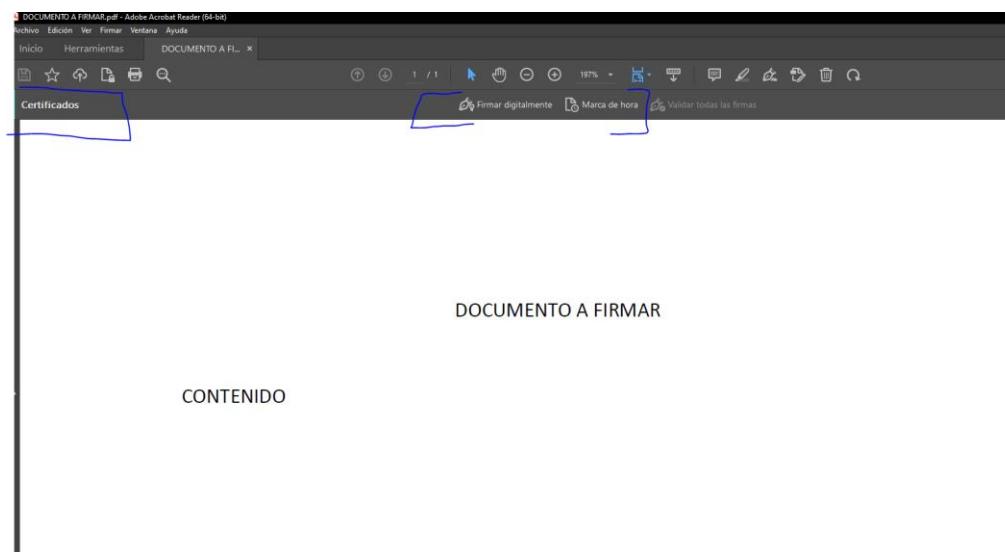 DOCUMENTO A FIRMAR.pdf - Adobe Acrobat Reader (64-bit)
Archivo Edición Ver Firmar Ventana Ayuda
Inicio Herramientas DOCUMENTO A FI... ×
1 / 1 197%
Certificados Firmar digitalmente Marca de hora Validar todas las firmas
DOCUMENTO A FIRMAR
CONTENIDO